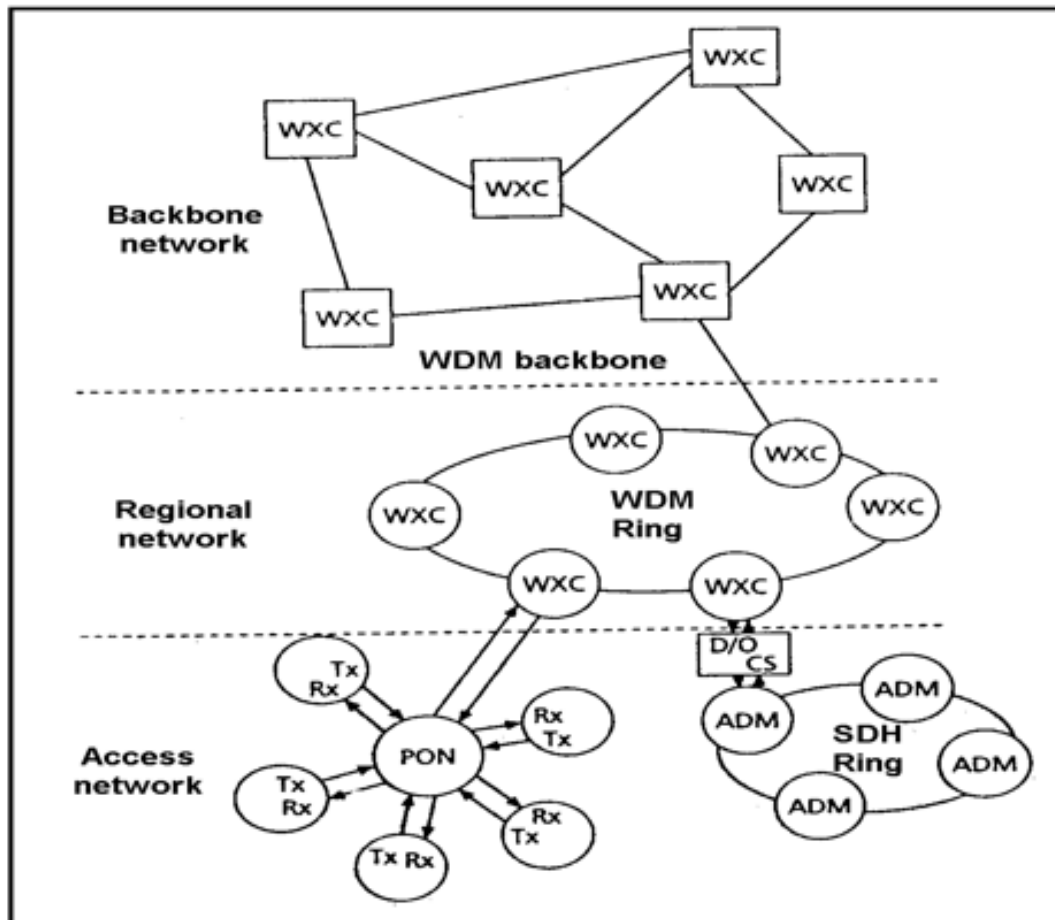 WXC
WXC
WXC
WXC
Backbone
network
WXC
WXC
WDM backbone
WXC
WXC
WXC
WXC
WDM
Ring
Regional
network
WXC
WXC
D/O
CS
Tx
Rx
ADM
ADM
Rx
Tx
PON
SDH
Ring
Access
network
ADM
Tx
Rx
ADM
Rx
Tx
Tx Rx